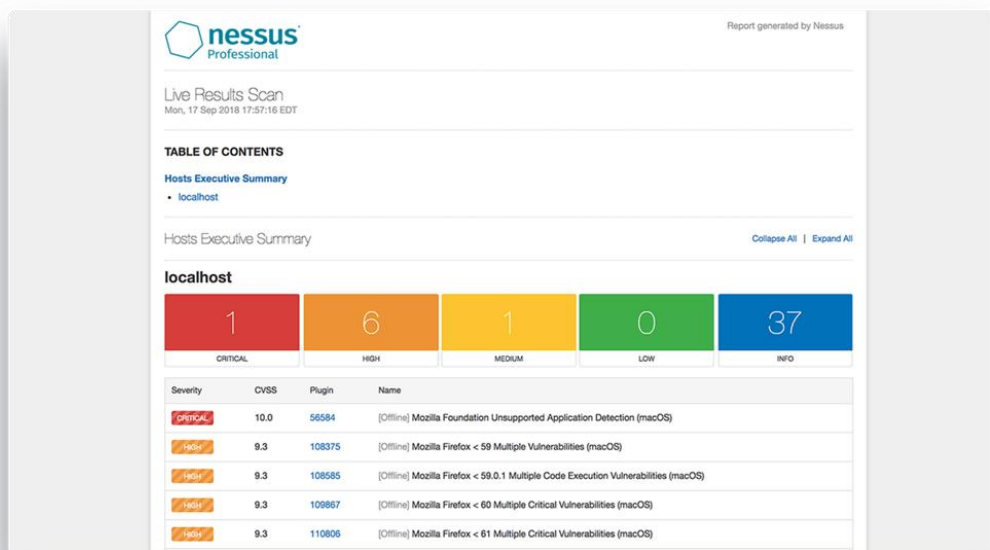 nessus
Professional
Report generated by Nessus
Live Results Scan
Mon, 17 Sep 2018 17:57:16 EDT
TABLE OF CONTENTS
Hosts Executive Summary
• localhost
Hosts Executive Summary
Collapse All | Expand All
localhost
1 6 1 0 37
CRITICAL HIGH MEDIUM LOW INFO
Severity CVSS Plugin Name
CRITICAL 10.0 56584 [Offline] Mozilla Foundation Unsupported Application Detection (macOS)
HIGH 9.3 108375 [Offline] Mozilla Firefox < 59 Multiple Vulnerabilities (macOS)
HIGH 9.3 108585 [Offline] Mozilla Firefox < 59.0.1 Multiple Code Execution Vulnerabilities (macOS)
HIGH 9.3 109867 [Offline] Mozilla Firefox < 60 Multiple Critical Vulnerabilities (macOS)
HIGH 9.3 110806 [Offline] Mozilla Firefox < 61 Multiple Critical Vulnerabilities (macOS)